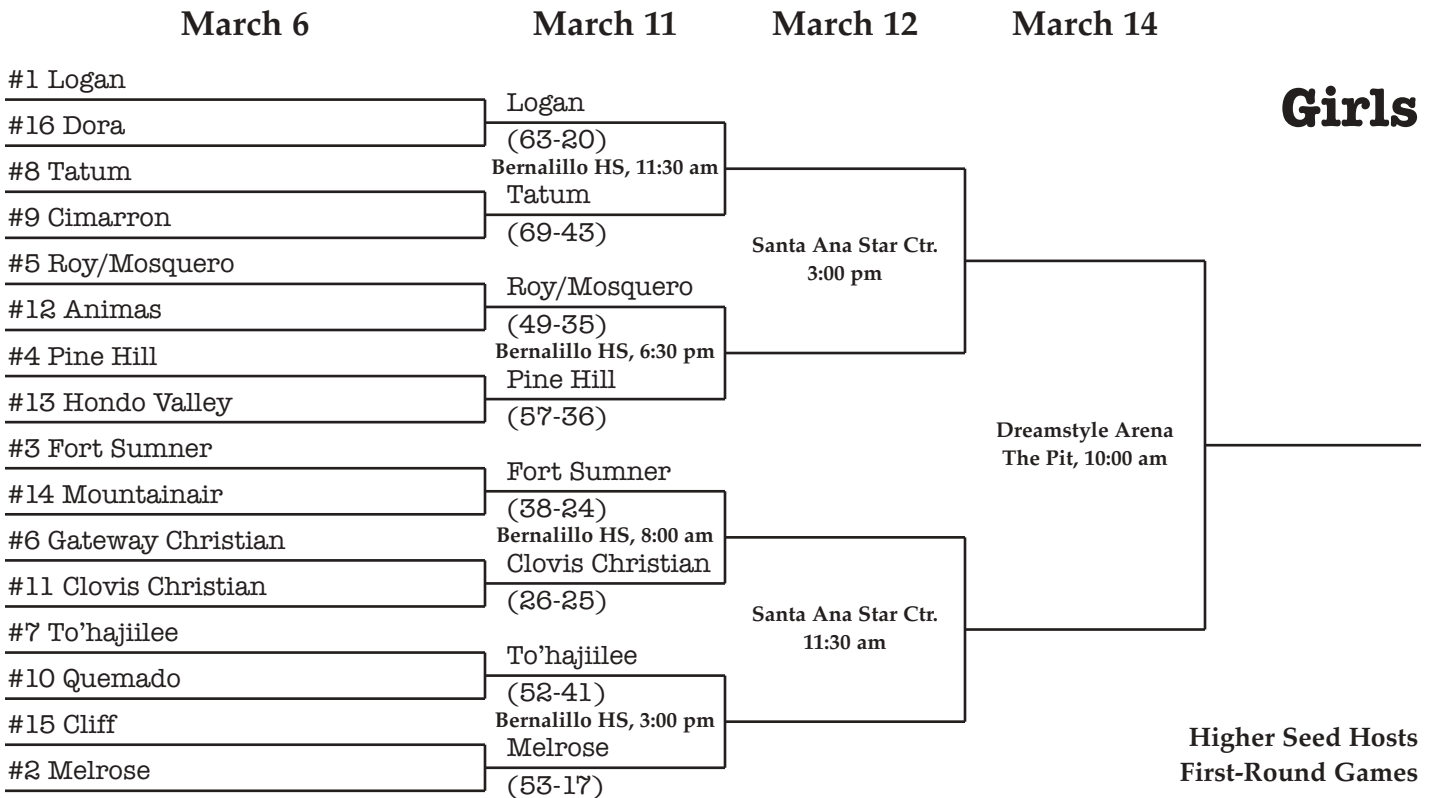 March 6
March 11
March 12
March 14
Girls
#1 Logan
#16 Dora
#8 Tatum
#9 Cimarron
#5 Roy/Mosquero
#12 Animas
#4 Pine Hill
#13 Hondo Valley
#3 Fort Sumner
#14 Mountainair
#6 Gateway Christian
#11 Clovis Christian
#7 To’hajiilee
#10 Quemado
#15 Cliff
#2 Melrose
Logan
(63-20)
Bernalillo HS, 11:30 am
Tatum
(69-43)
Roy/Mosquero
(49-35)
Bernalillo HS, 6:30 pm
Pine Hill
(57-36)
Fort Sumner
(38-24)
Bernalillo HS, 8:00 am
Clovis Christian
(26-25)
To’hajiilee
(52-41)
Bernalillo HS, 3:00 pm
Melrose
(53-17)
Santa Ana Star Ctr.
3:00 pm
Santa Ana Star Ctr.
11:30 am
Dreamstyle Arena
The Pit, 10:00 am
Higher Seed Hosts
First-Round Games